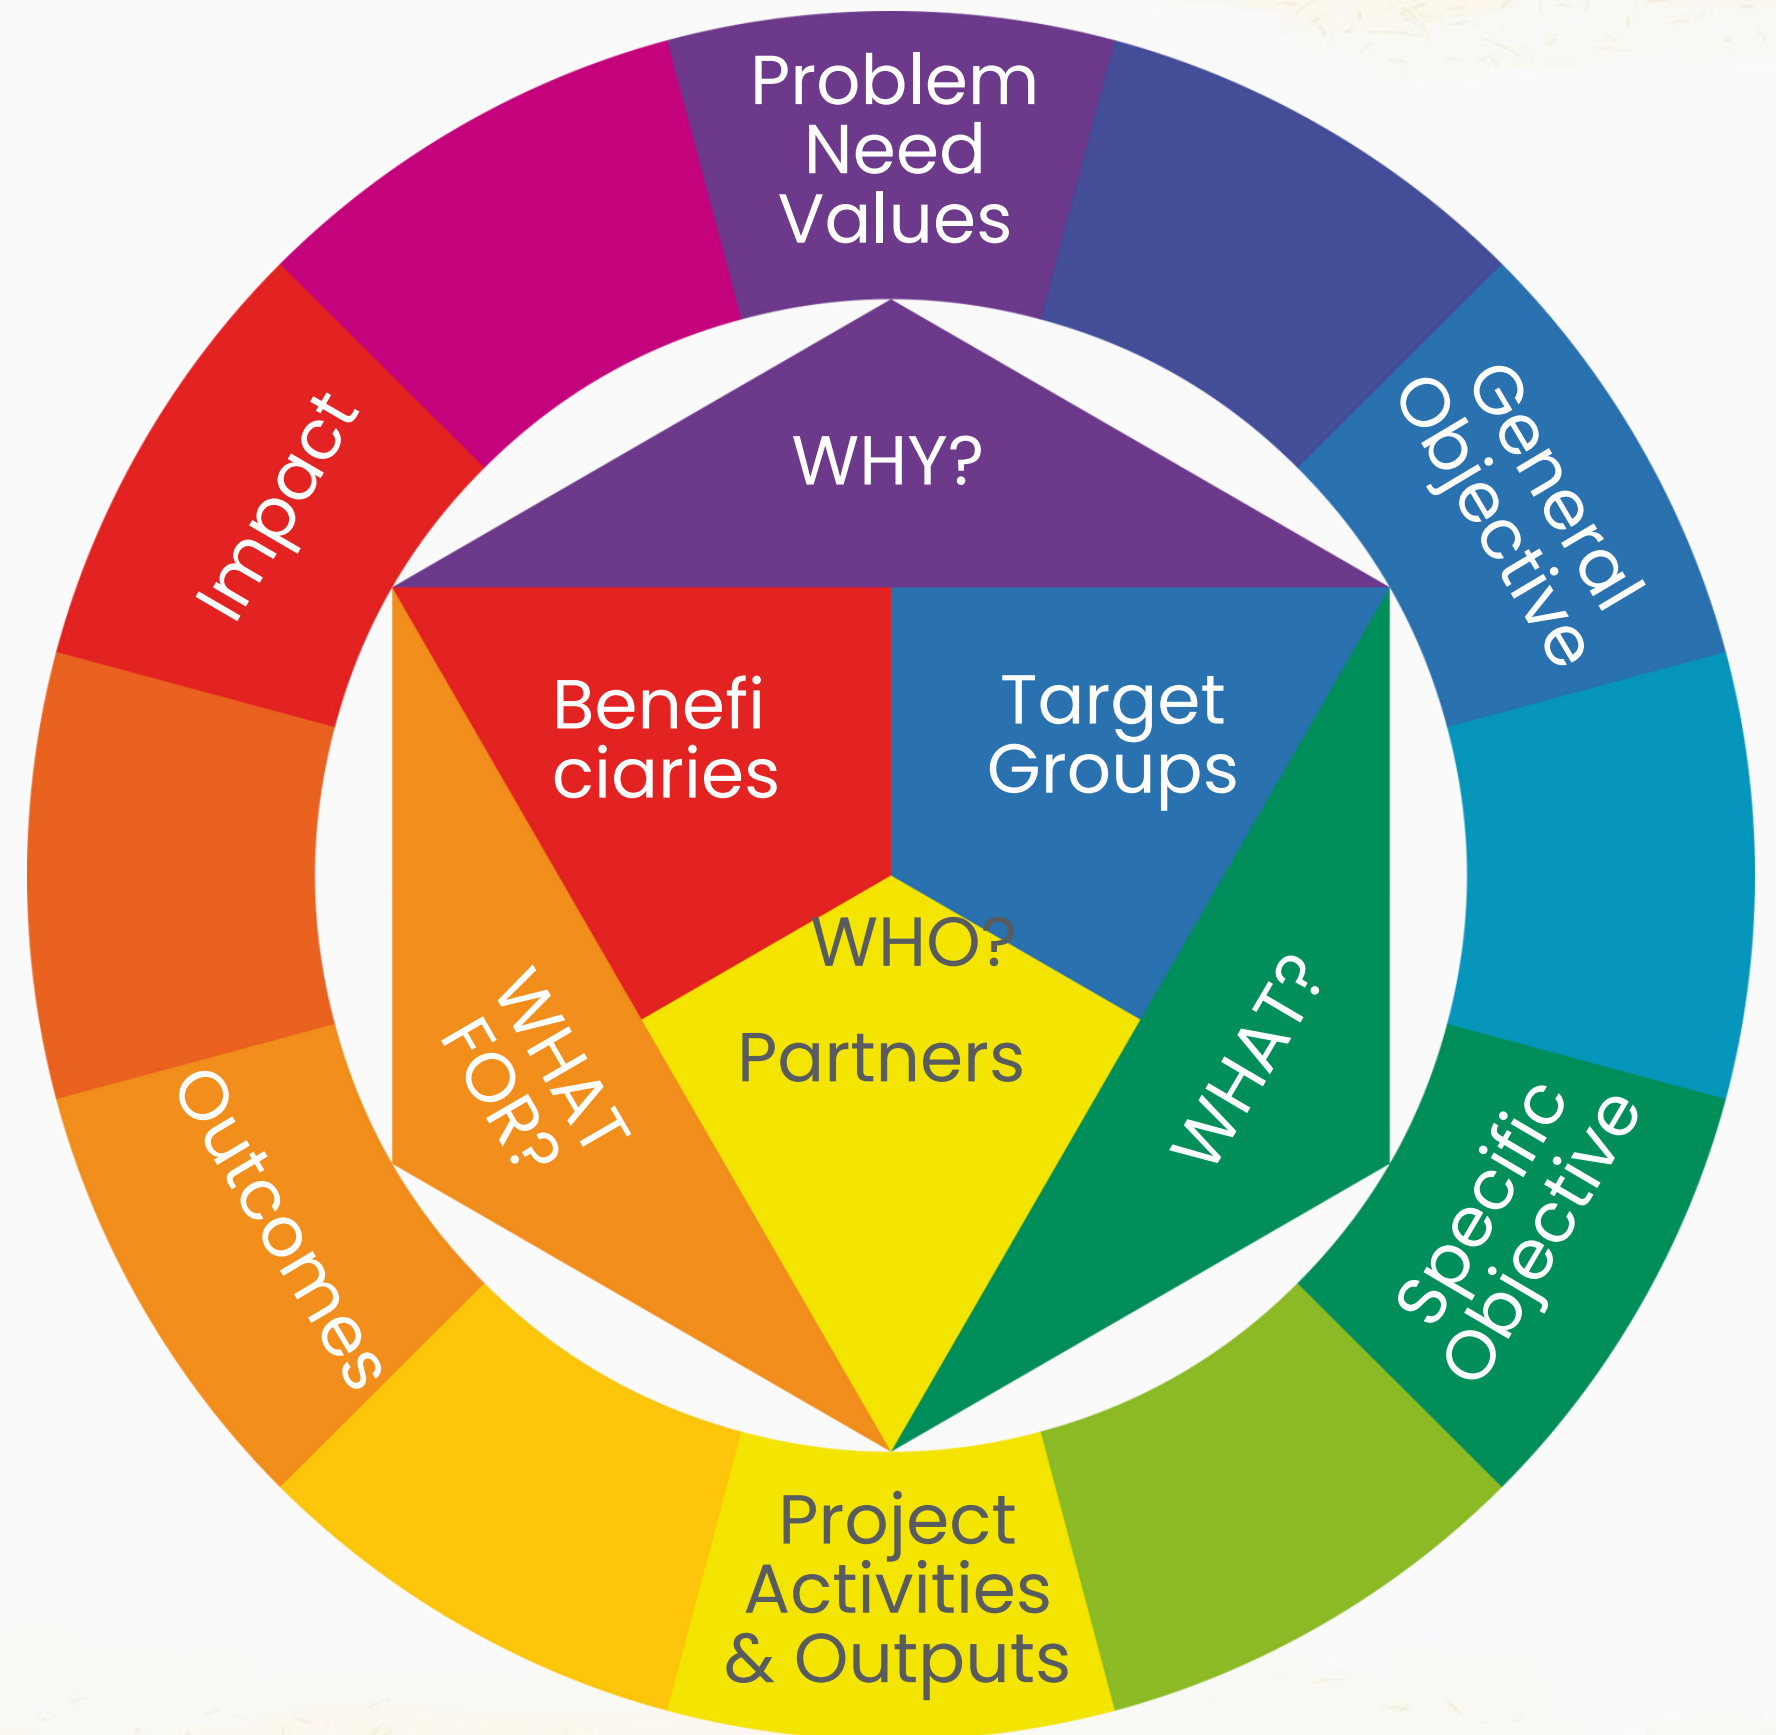 Problem
Need
Values
General
Objective
Specific
Objective
Project
Activities
& Outputs
Outcomes
Impact
WHY?
Benefi
ciaries
Target
Groups
WHO?
Partners
WHAT?
WHAT
FOR?